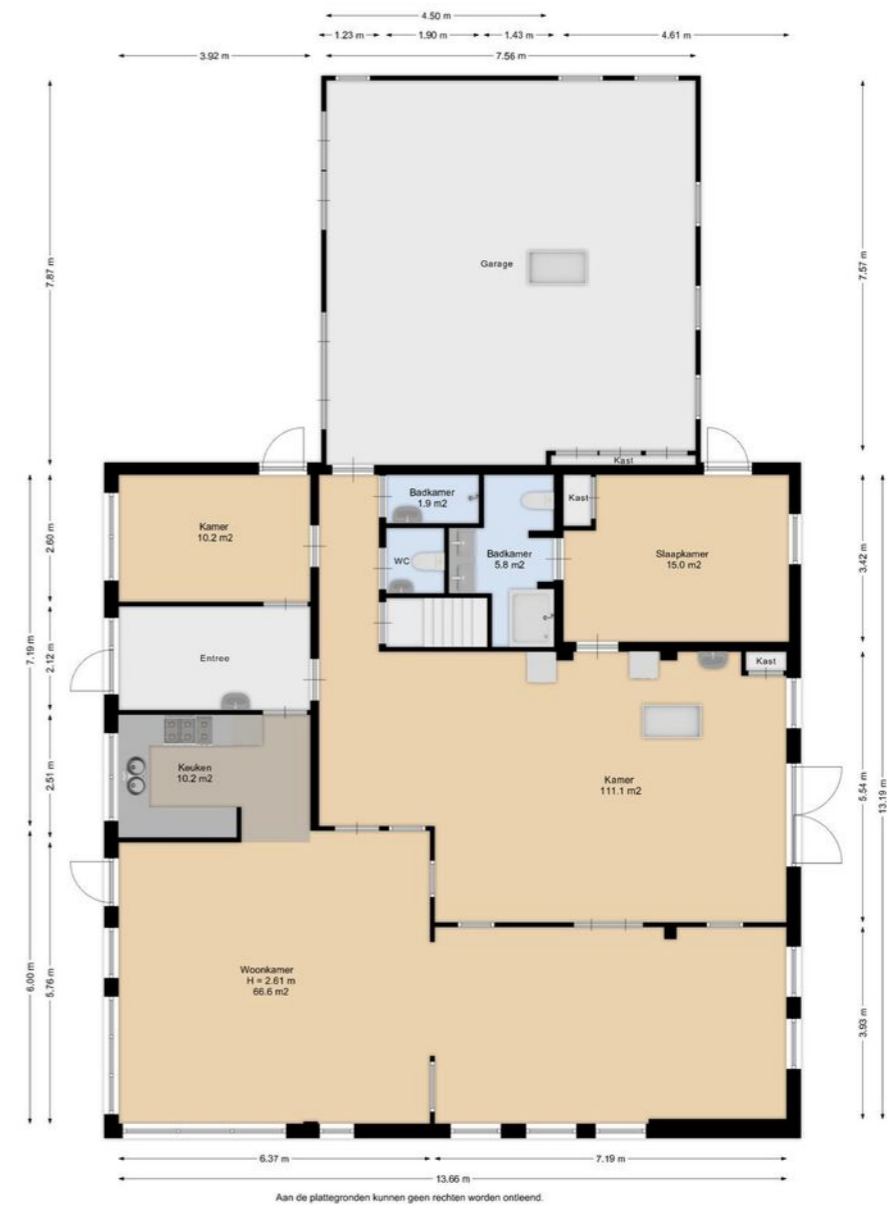 4.50 m
1.23 m
1.90 m
1.43 m
4.61 m
3.92 m
7.56 m
7.87 m
7.57 m
Garage
Kast
Kamer
10.2 m2
Badkamer
1.9 m2
WC
Badkamer
5.8 m2
Kast
Slaapkamer
15.0 m2
2.60 m
3.42 m
7.19 m
2.12 m
Entree
Kast
Keuken
10.2 m2
2.51 m
Kamer
111.1 m2
5.54 m
13.19 m
Woonkamer
H = 2.61 m
66.6 m2
6.00 m
5.76 m
3.93 m
6.37 m
7.19 m
13.66 m
Aan de plattegronden kunnen geen rechten worden ontleend.